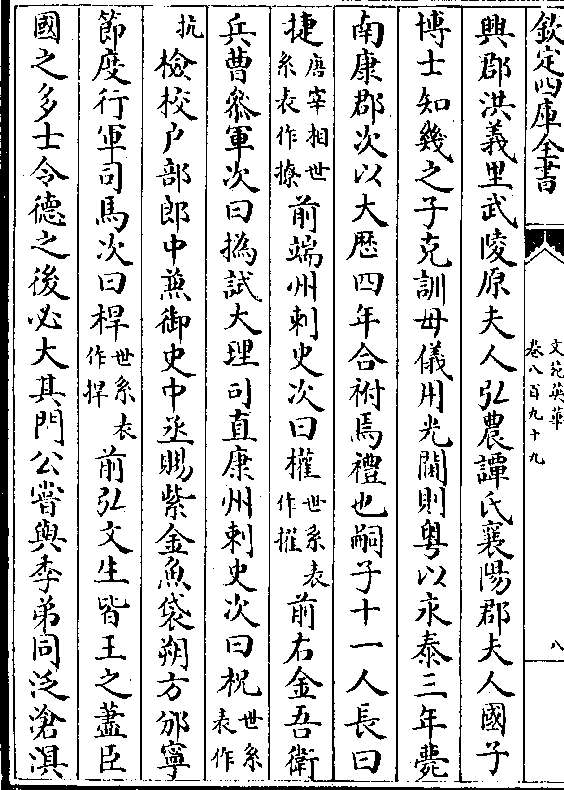 欽定四庫全書
文苑英華
卷八百九十九
八
興郡洪義里武陵原夫人弘農譚氏襄陽郡夫人國子
博士知幾之子克訓母儀用光閫則粵以永泰三年薨
南康郡次以大歷四年合祔焉禮也嗣子十一人長曰
捷唐宰相世系表作撩前端州刺史次曰權世系表作摧前右金吾衛
兵曹叅軍次曰撝試大理司直康州刺史次曰柷世系表作
抗檢校户部郎中兼御史中丞賜紫金魚袋朔方邠寧
節度行軍司馬次曰桿世系表作捍前弘文生皆王之藎臣
國之多士令德之後必大其門公嘗與季弟同泛滄溟